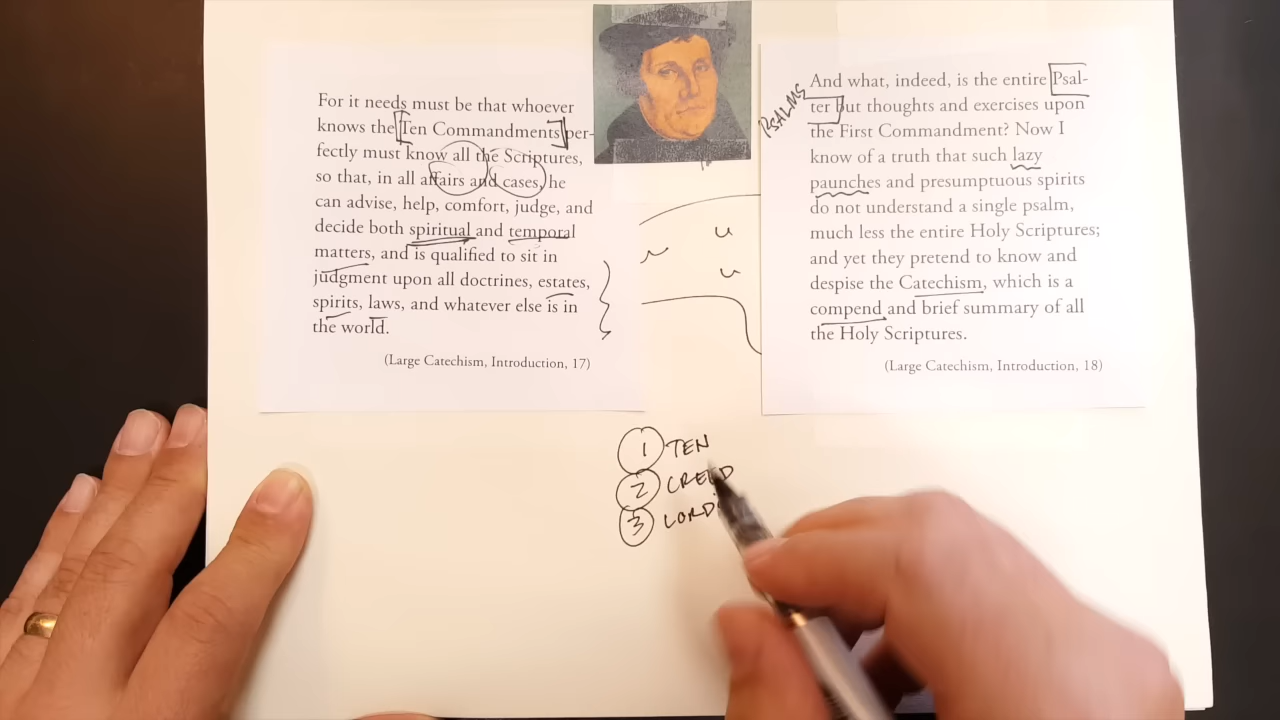 For it needs must be that whoever
knows the Ten Commandments per-
fectly must know all the Scriptures,
so that, in all affairs and cases, he
can advise, help, comfort, judge, and
decide both spiritual and temporal
matters, and is qualified to sit in
judgment upon all doctrines, estates,
spirits, laws, and whatever else is in
the world.
(Large Catechism, Introduction, 17)
PSALMS
And what, indeed, is the entire Psal-
ter but thoughts and exercises upon
the First Commandment? Now I
know of a truth that such lazy
paunches and presumptuous spirits
do not understand a single psalm,
much less the entire Holy Scriptures;
and yet they pretend to know and
despise the Catechism, which is a
compend and brief summary of all
the Holy Scriptures.
(Large Catechism, Introduction, 18)
1 TEN
2 CREED
3 LORD'